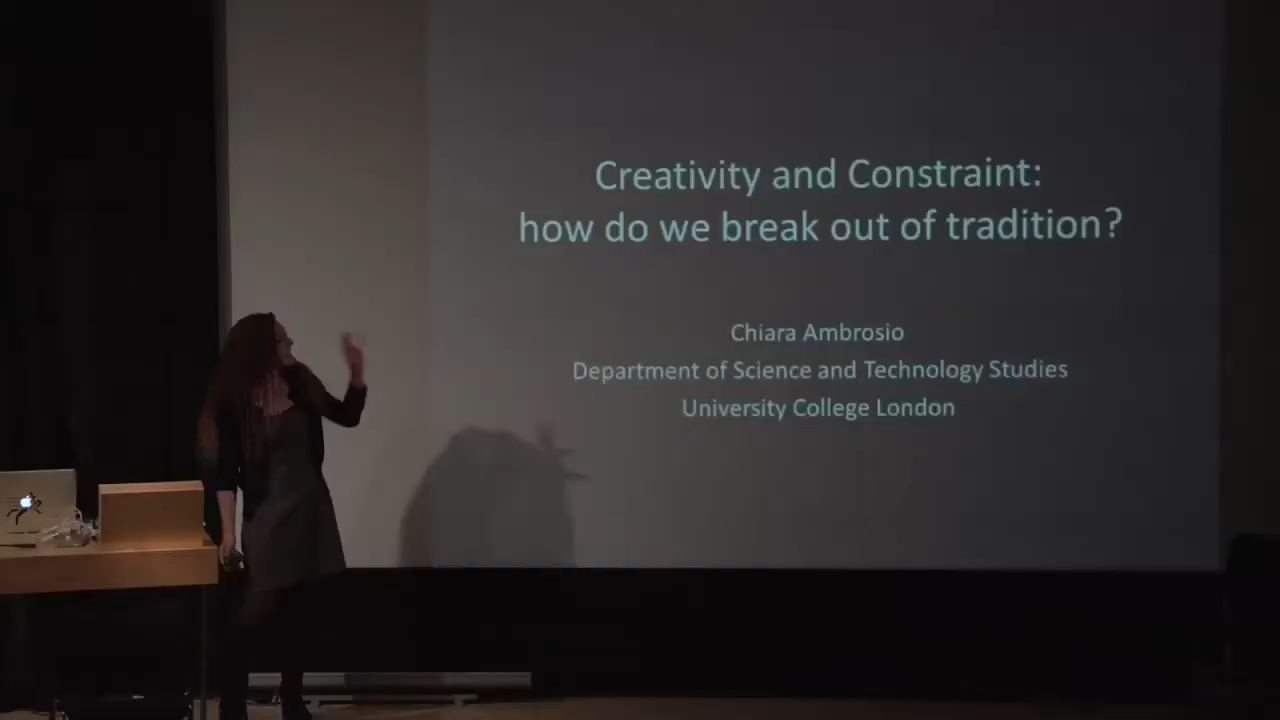 Creativity and Constraint:
how do we break out of tradition?
Chiara Ambrosio
Department of Science and Technology Studies
University College London